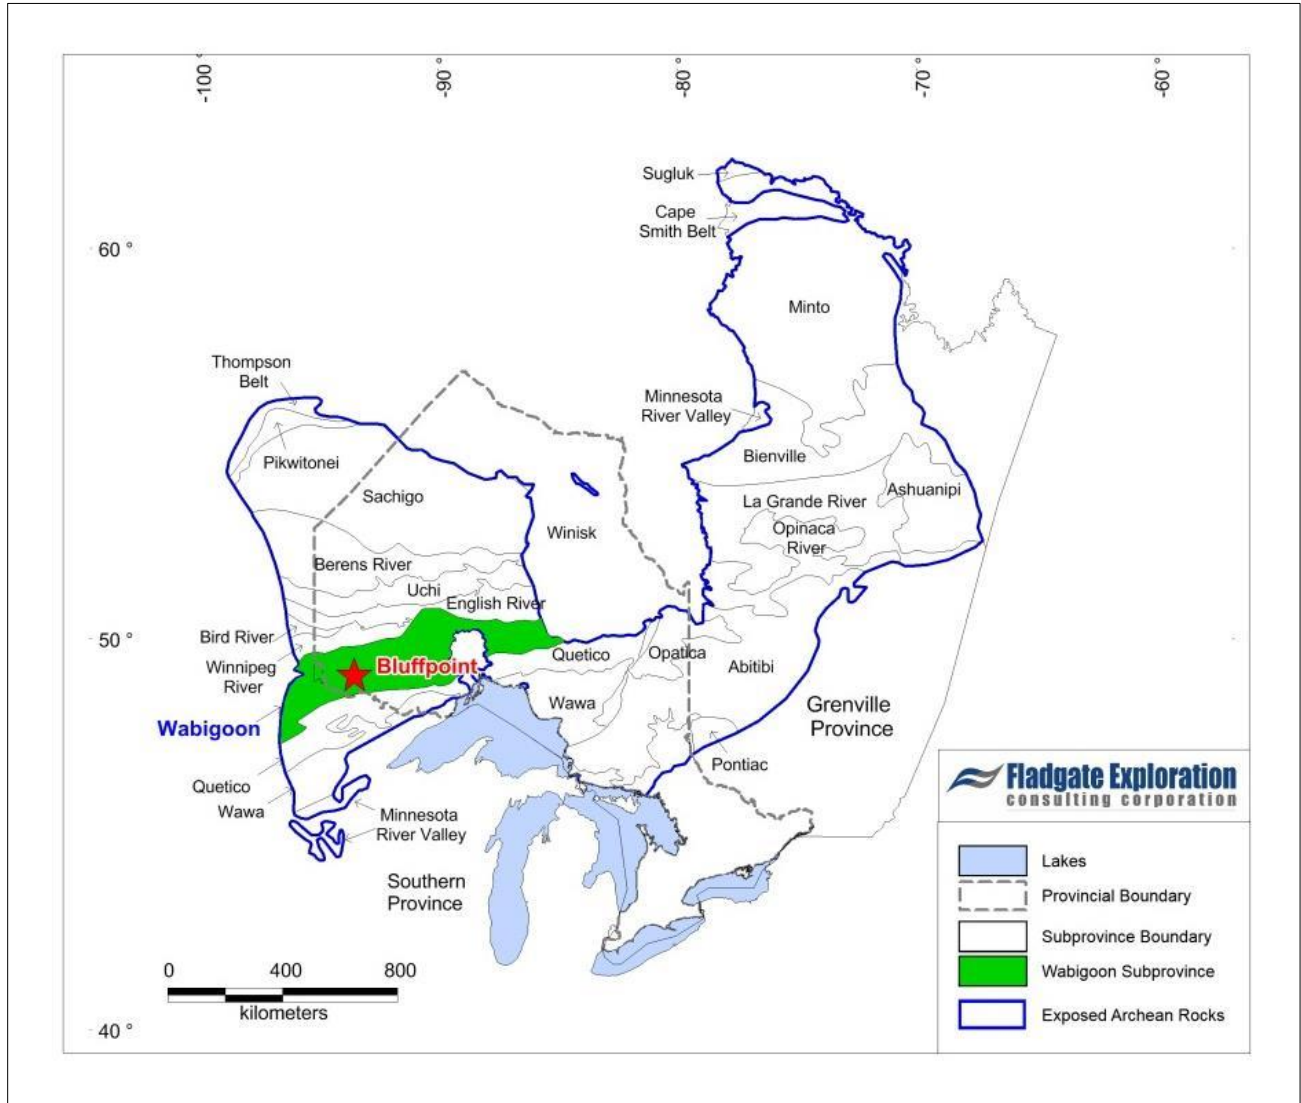 -100 °
-90 °
-80 °
-70 °
-60 °
Sugluk
Cape
Smith Belt
60 °
Minto
Thompson
Belt
Minnesota
River Valley
Pikwitonei
Bienville
Sachigo
Ashuanipi
La Grande River
Opinaca
River
Winisk
Berens River
Uchi
English River
Bird River
50 °
Quetico
Opatica
Abitibi
Winnipeg
River
Bluffpoint
Wawa
Grenville
Province
Wabigoon
Pontiac
Quetico
Wawa
Minnesota
River Valley
Southern
Province
Fladgate Exploration
consulting corporation
Lakes
Provincial Boundary
Subprovince Boundary
Wabigoon Subprovince
Exposed Archean Rocks
0 400 800
kilometers
40 °